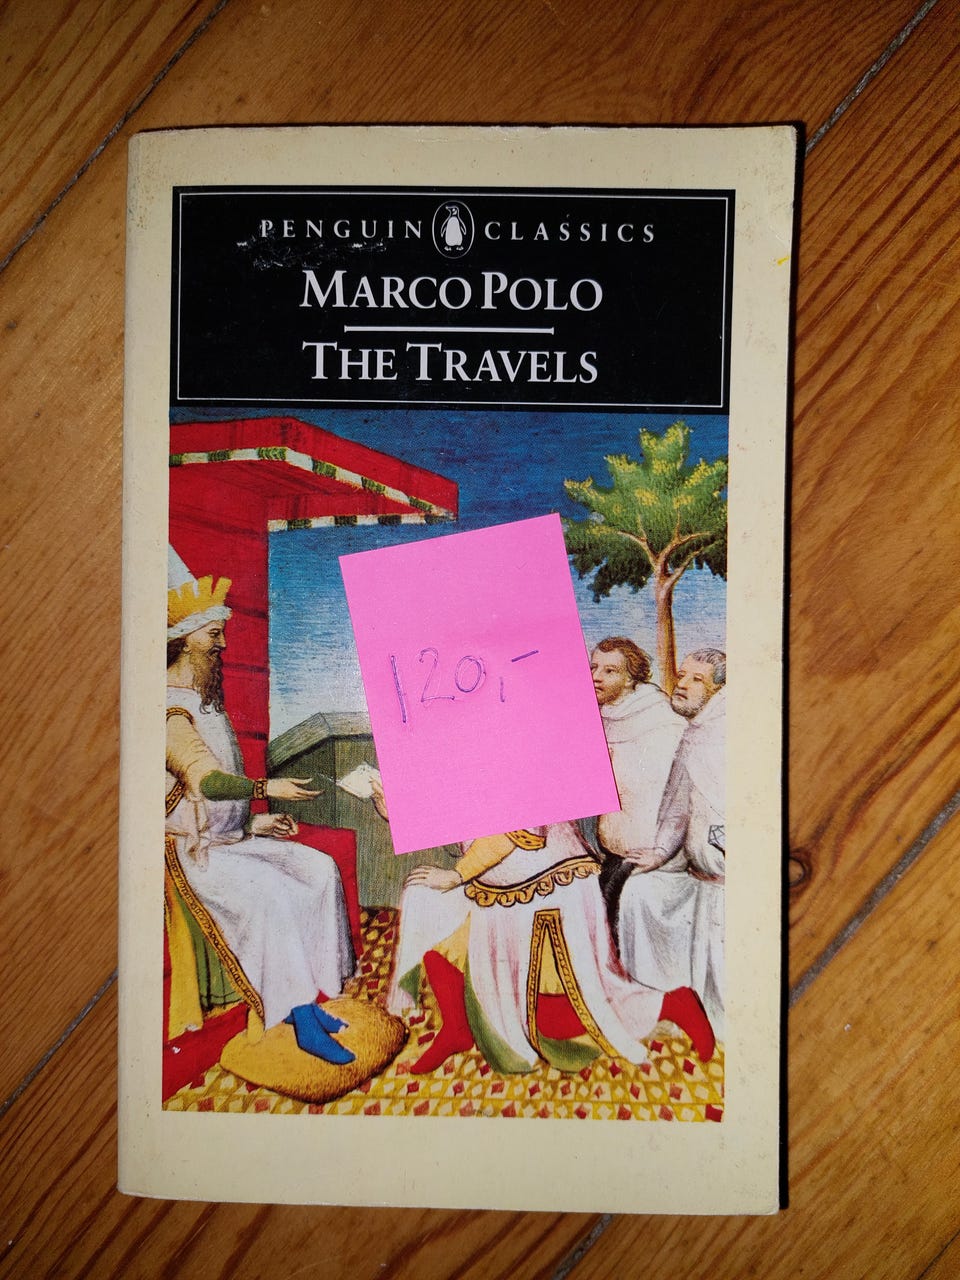 PENGUIN CLASSICS
MARCO POLO
THE TRAVELS
120,-